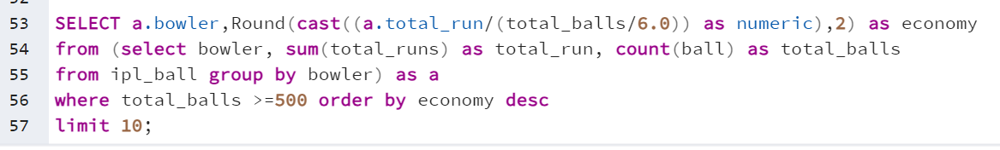 53 SELECT a.bowler,Round(cast((a.total_run/(total_balls/6.0)) as numeric),2) as economy
54 from (select bowler, sum(total_runs) as total_run, count(ball) as total_balls
55 from ipl_ball group by bowler) as a
56 where total_balls >=500 order by economy desc
57 limit 10;